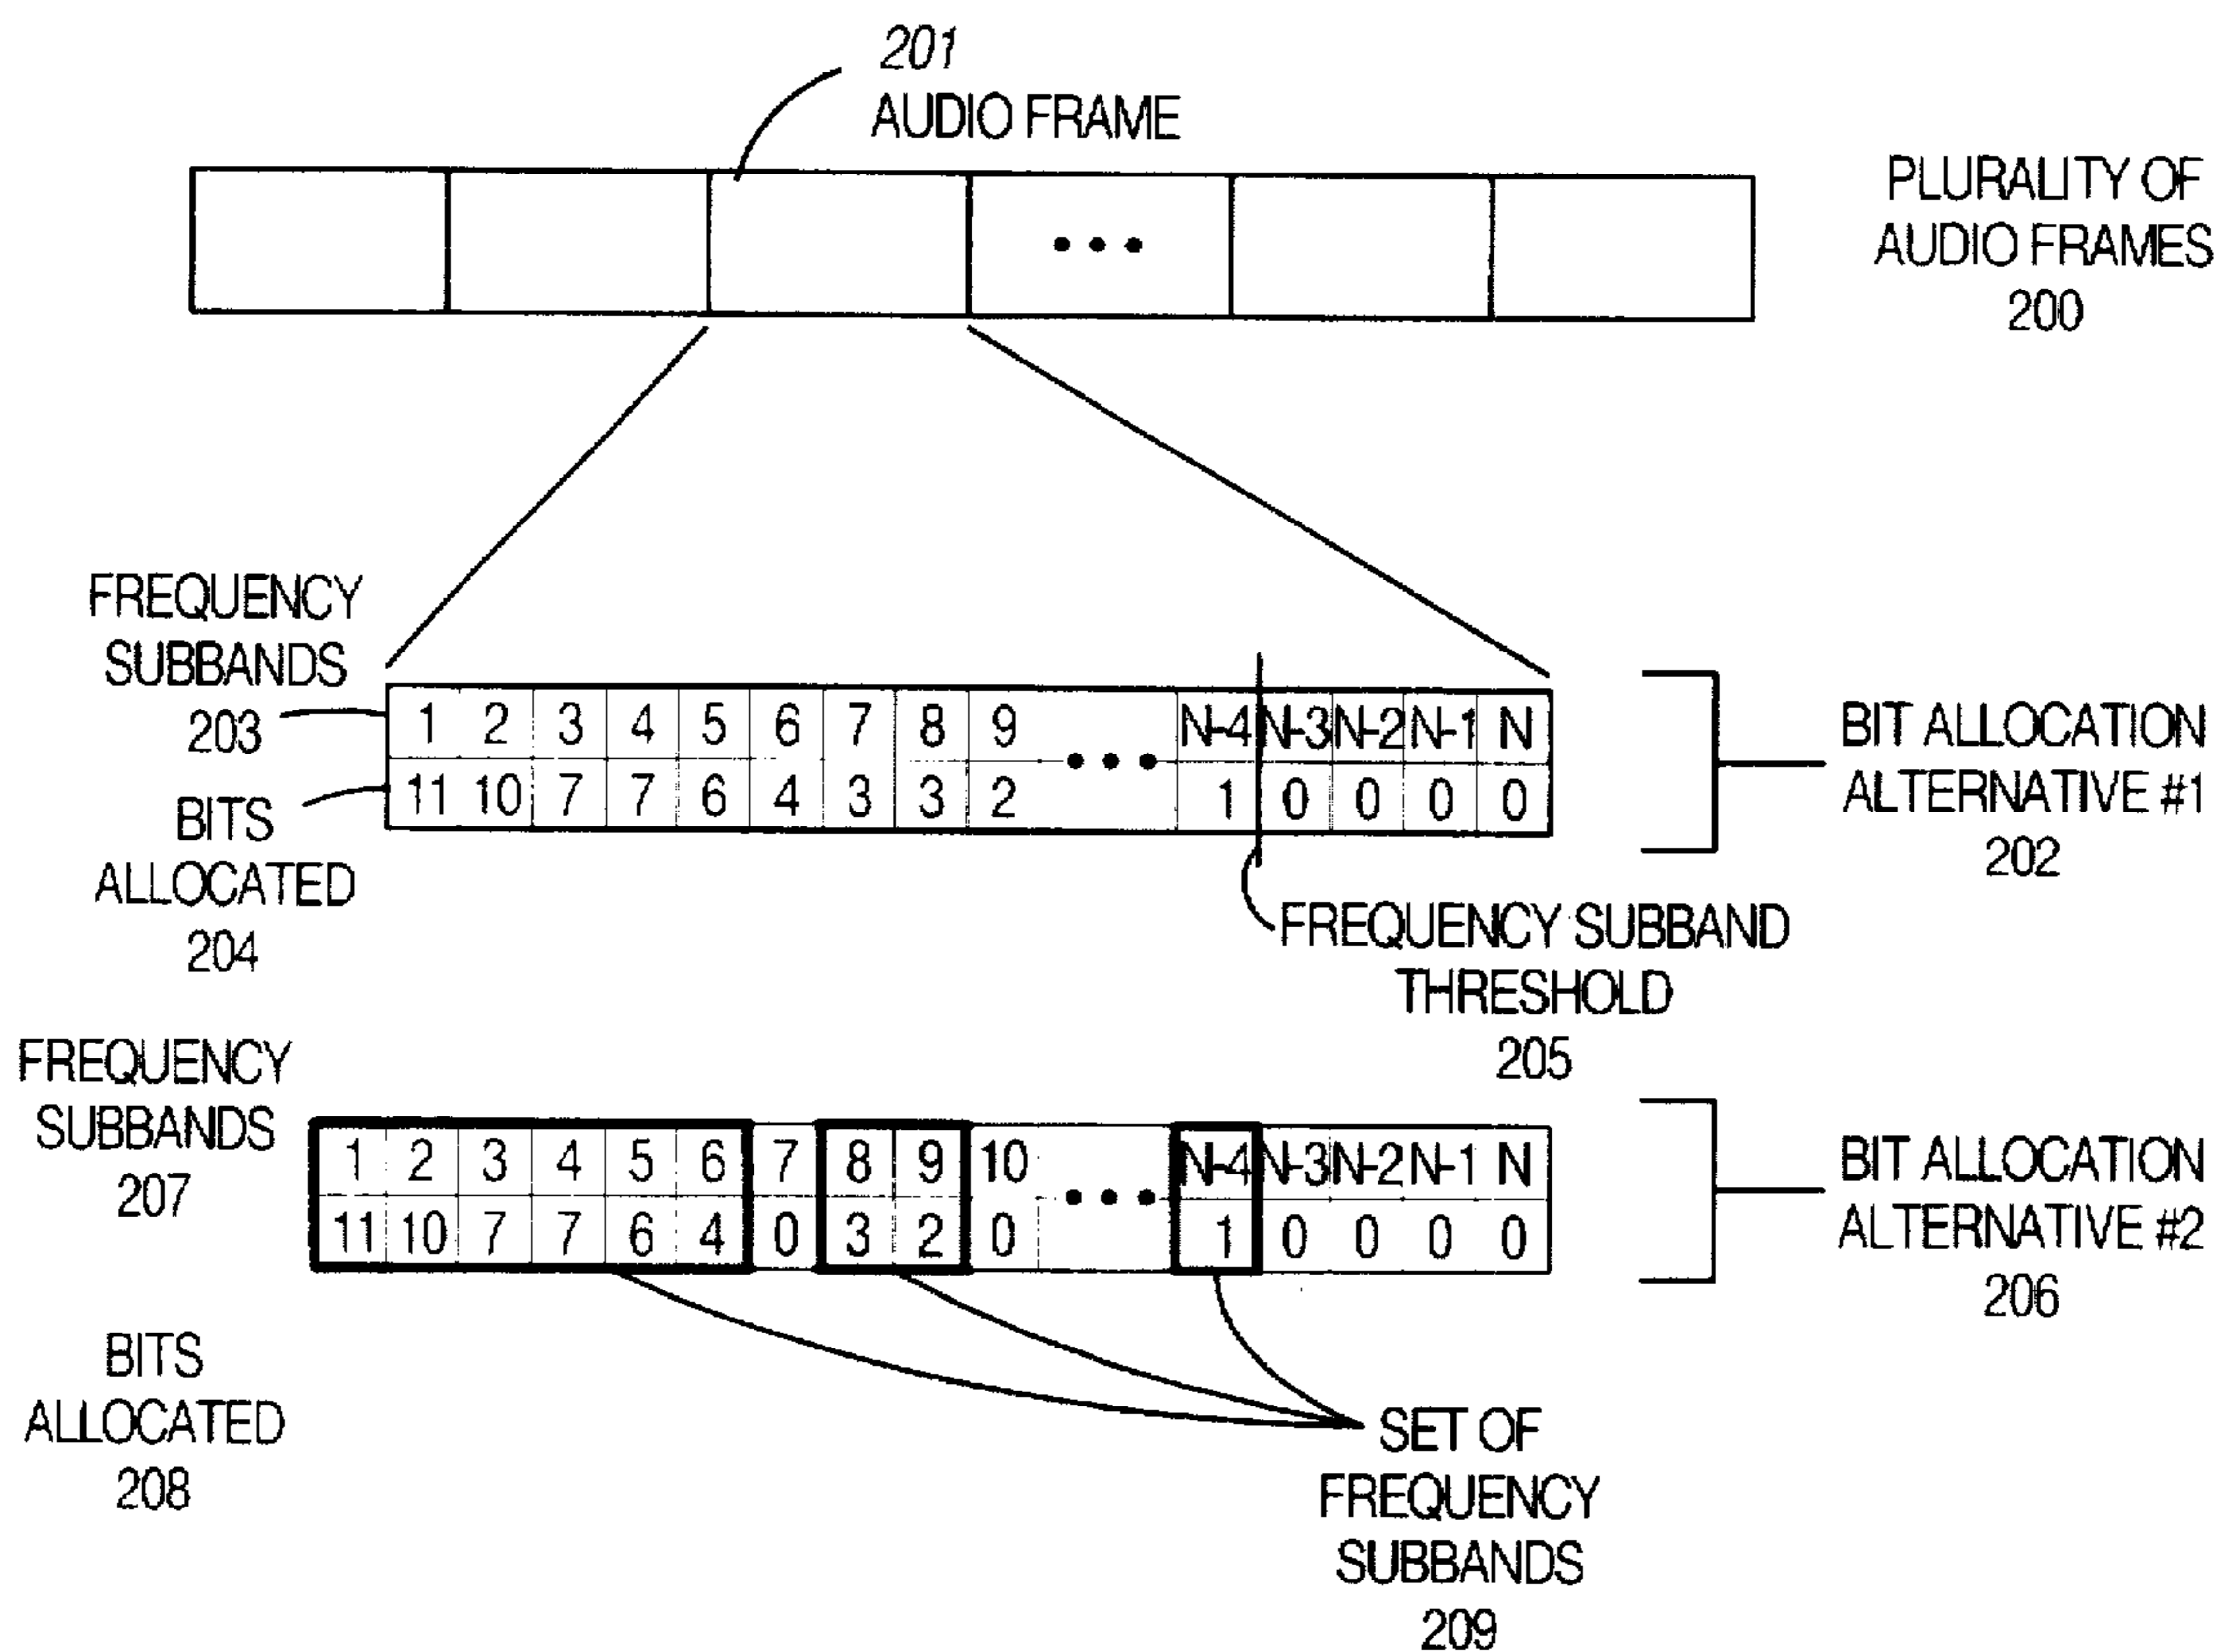 201
AUDIO FRAME
PLURALITY OF
AUDIO FRAMES
200
•••
FREQUENCY
SUBBANDS
203
1 2 3 4 5 6 7 8 9 ••• N-4 N-3 N-2 N-1 N
11 10 7 7 6 4 3 3 2 1 0 0 0 0
BITS
ALLOCATED
204
BIT ALLOCATION
ALTERNATIVE #1
202
FREQUENCY SUBBAND
THRESHOLD
205
FREQUENCY
SUBBANDS
207
1 2 3 4 5 6 7 8 9 10 ••• N-4 N-3 N-2 N-1 N
11 10 7 7 6 4 0 3 2 0 1 0 0 0 0
BIT ALLOCATION
ALTERNATIVE #2
206
BITS
ALLOCATED
208
SET OF
FREQUENCY
SUBBANDS
209